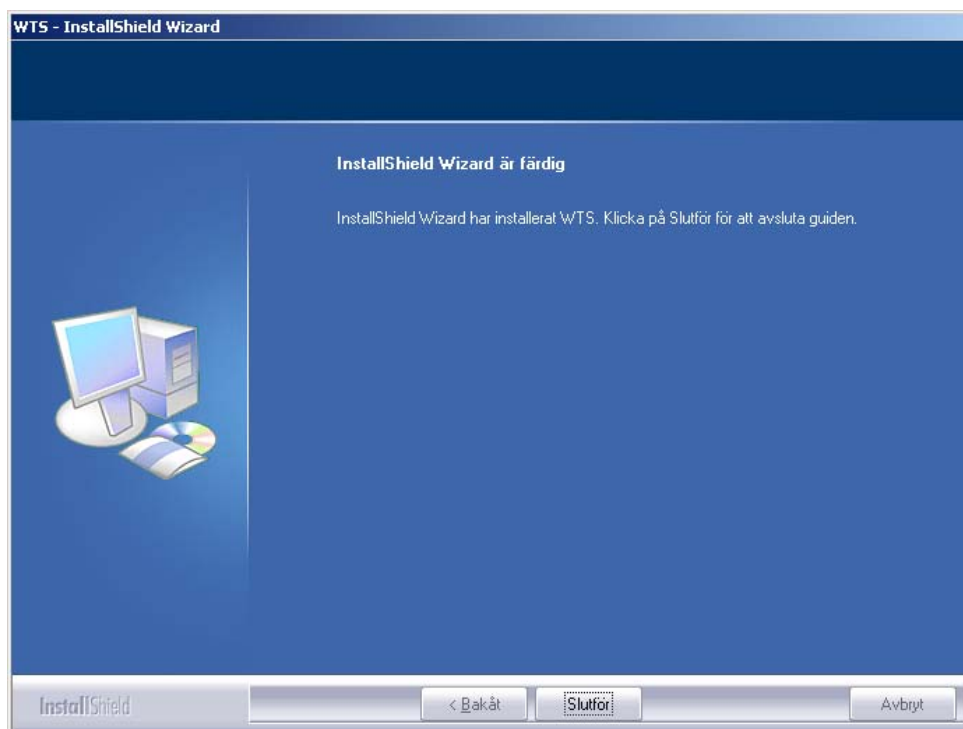 WTS - InstallShield Wizard
InstallShield Wizard är färdig
InstallShield Wizard har installerat WTS. Klicka på Slutför för att avsluta guiden.
InstallShield
< Bakåt
Slutför
Avbryt